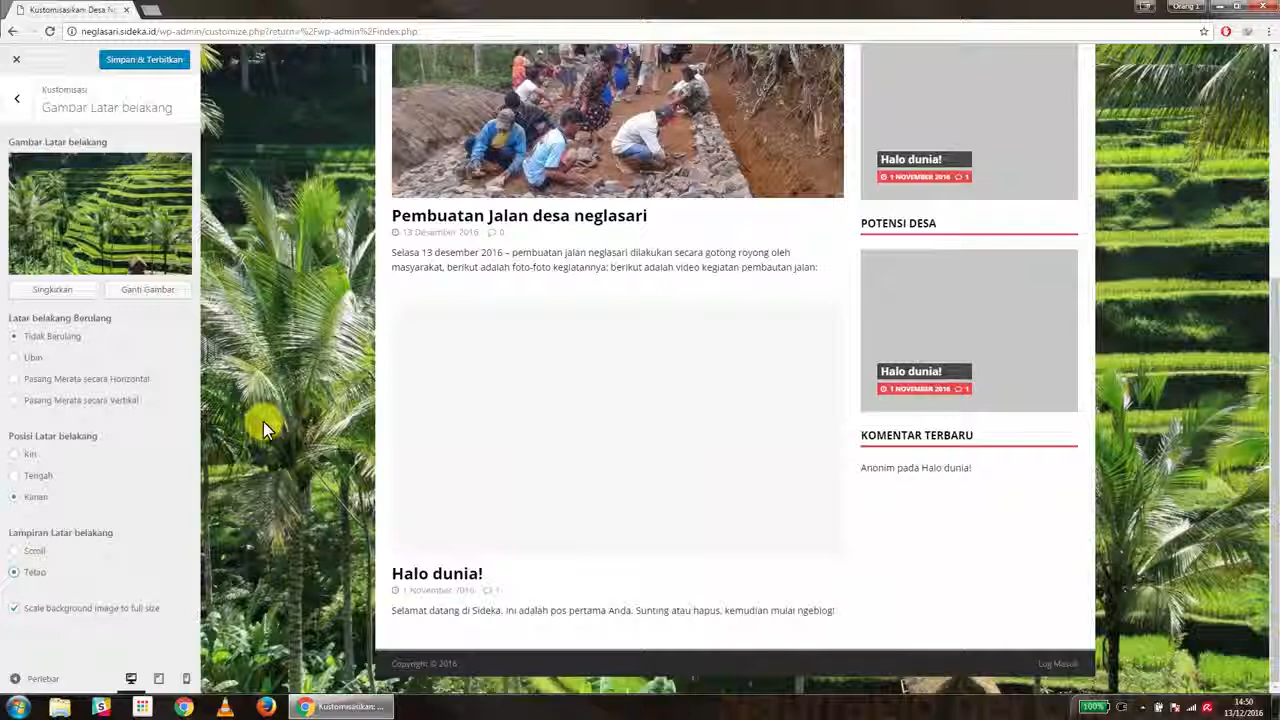 Kustomisasikan: Desa N
Orang 1
neglasari.sideka.id/wp-admin/customize.php?return=%2Fwp-admin%2Findex.php
Simpan & Terbitkan
Kustomisasi
Gambar Latar belakang
Gambar Latar belakang
Singkirkan
Ganti Gambar
Latar belakang Berulang
Tidak Berulang
Ubin
Pasang Merata secara Horizontal
Pasang Merata secara Vertikal
Posisi Latar belakang
Kiri
Tengah
Kanan
Lampiran Latar belakang
Scroll
Tetap
Scale background image to full size
Perlebar
Pembuatan Jalan desa neglasari
13 Desember 2016 0
Selasa 13 desember 2016 – pembuatan jalan neglasari dilakukan secara gotong royong oleh
masyarakat, berikut adalah foto-foto kegiatannya: berikut adalah video kegiatan pembautan jalan:
Halo dunia!
1 November 2016 1
Selamat datang di Sideka. Ini adalah pos pertama Anda. Sunting atau hapus, kemudian mulai ngeblog!
Halo dunia!
1 NOVEMBER 2016 1
POTENSI DESA
Halo dunia!
1 NOVEMBER 2016 1
KOMENTAR TERBARU
Anonim pada Halo dunia!
Copyright © 2016
Log Masuk
Kustomisasikan: ...
100%
14:50
13/12/2016